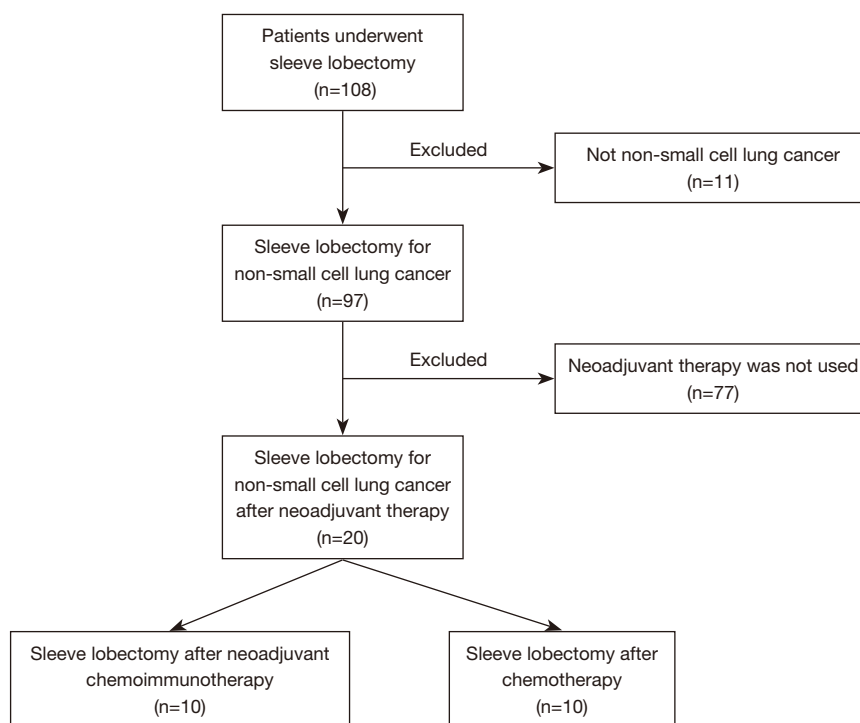 Patients underwent
sleeve lobectomy
(n=108)
Excluded
Not non-small cell lung cancer
(n=11)
Sleeve lobectomy for
non-small cell lung cancer
(n=97)
Excluded
Neoadjuvant therapy was not used
(n=77)
Sleeve lobectomy for
non-small cell lung cancer
after neoadjuvant therapy
(n=20)
Sleeve lobectomy after neoadjuvant
chemoimmunotherapy
(n=10)
Sleeve lobectomy after
chemotherapy
(n=10)